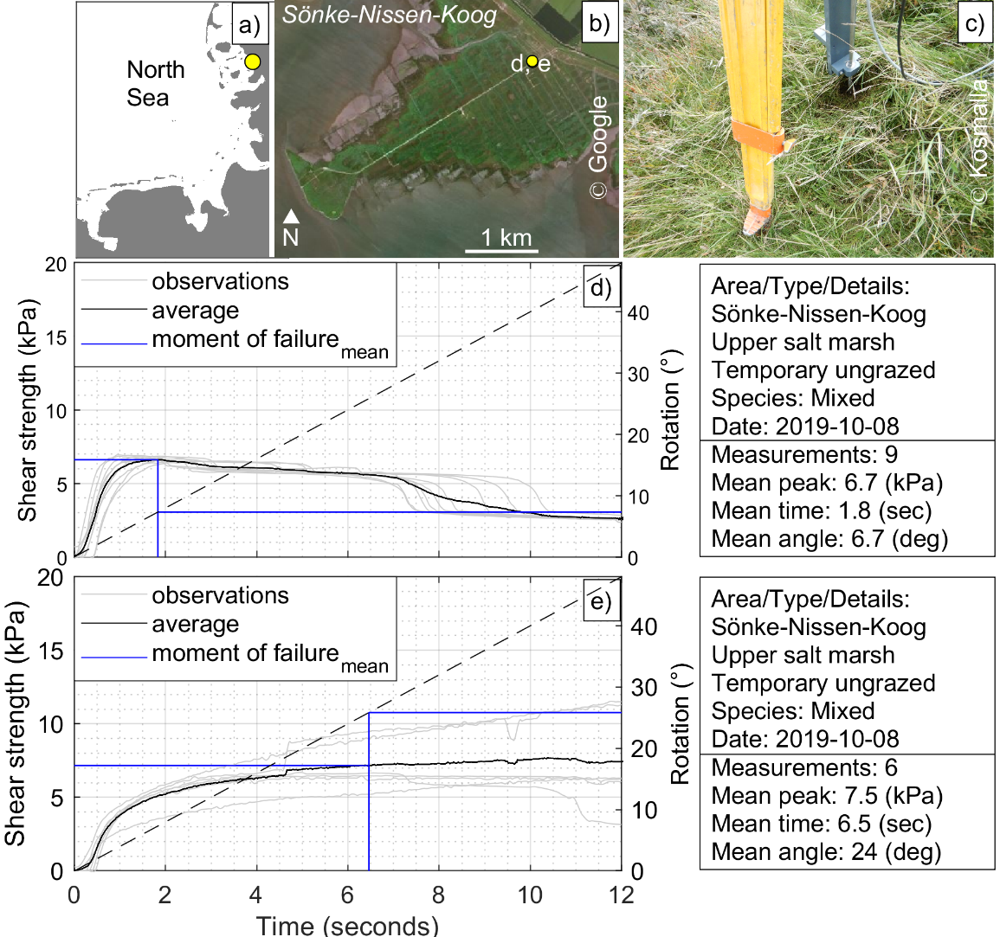 a)
North
Sea
Sönke-Nissen-Koog
b)
d, e
© Google
N
1 km
c)
© Kosmalla
20
15
10
5
0
Shear strength (kPa)
observations
average
moment of failure mean
d)
40
30
20
10
0
Rotation (°)
Area/Type/Details:
Sönke-Nissen-Koog
Upper salt marsh
Temporary ungrazed
Species: Mixed
Date: 2019-10-08
Measurements: 9
Mean peak: 6.7 (kPa)
Mean time: 1.8 (sec)
Mean angle: 6.7 (deg)
20
15
10
5
0
Shear strength (kPa)
observations
average
moment of failure mean
e)
40
30
20
10
0
Rotation (°)
0 2 4 6 8 10 12
Time (seconds)
Area/Type/Details:
Sönke-Nissen-Koog
Upper salt marsh
Temporary ungrazed
Species: Mixed
Date: 2019-10-08
Measurements: 6
Mean peak: 7.5 (kPa)
Mean time: 6.5 (sec)
Mean angle: 24 (deg)